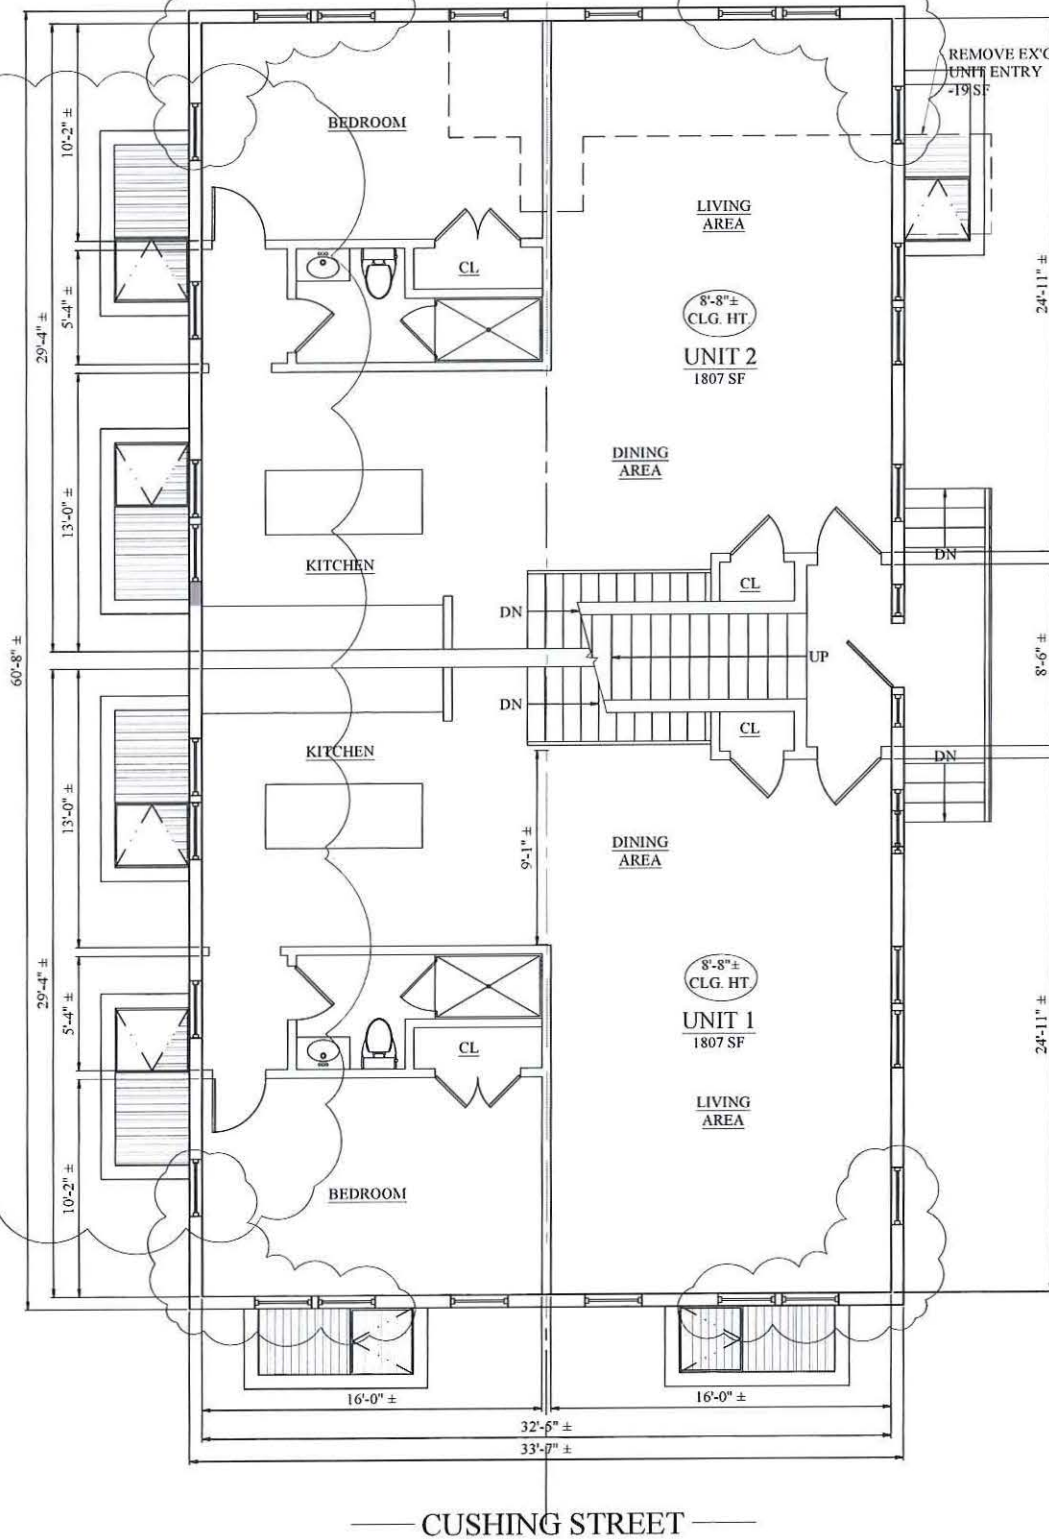 REMOVE EX'G
UNIT ENTRY
-19 SF
10'-2" ±
BEDROOM
LIVING
AREA
CL
8'-8"±
CLG. HT.
UNIT 2
1807 SF
5'-4" ±
29'-4" ±
24'-11" ±
DINING
AREA
13'-0" ±
KITCHEN
DN
CL
DN
UP
60'-8" ±
8'-6" ±
DN
CL
KITCHEN
DN
13'-0" ±
9'-1" ±
DINING
AREA
8'-8"±
CLG. HT.
UNIT 1
1807 SF
29'-4" ±
5'-4" ±
24'-11" ±
CL
LIVING
AREA
10'-2" ±
BEDROOM
16'-0" ±
16'-0" ±
32'-5" ±
33'-7" ±
CUSHING STREET